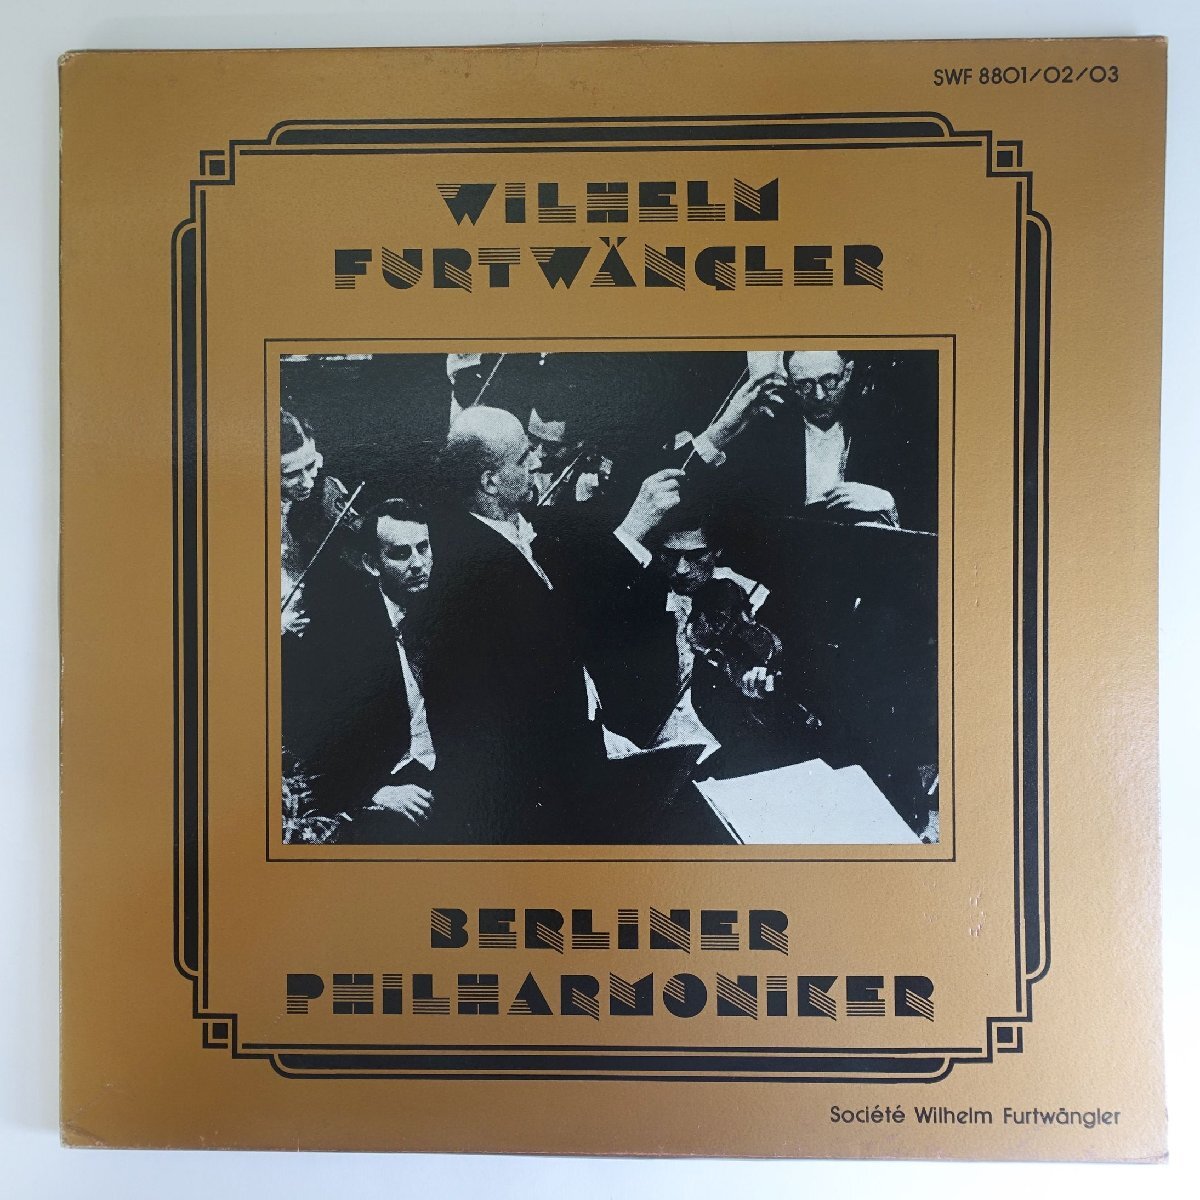 SWF 8801/02/03
WILHELM
FURTWÄNGLER
BERLINER
PHILHARMONIKER
Société Wilhelm Furtwängler